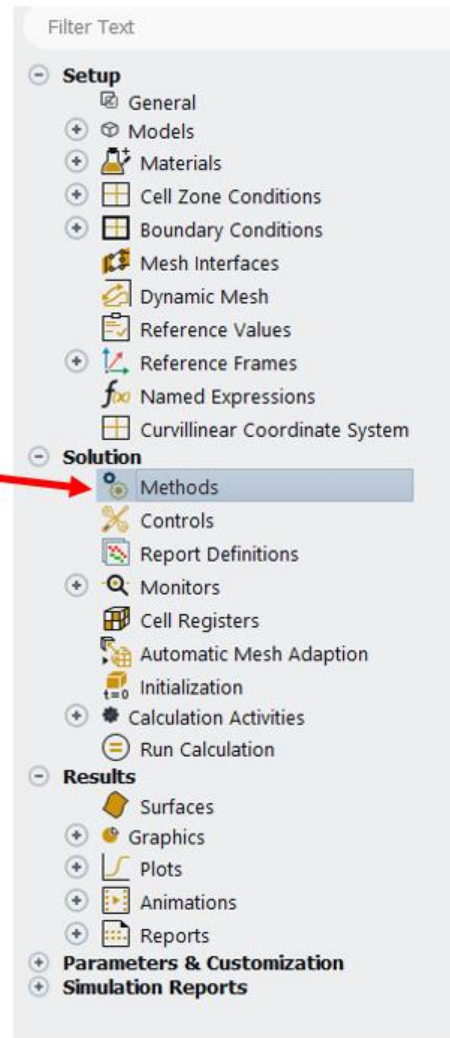 Filter Text
Setup
General
Models
Materials
Cell Zone Conditions
Boundary Conditions
Mesh Interfaces
Dynamic Mesh
Reference Values
Reference Frames
f(x) Named Expressions
Curvillinear Coordinate System
Solution
Methods
Controls
Report Definitions
Monitors
Cell Registers
Automatic Mesh Adaption
t=0 Initialization
Calculation Activities
Run Calculation
Results
Surfaces
Graphics
Plots
Animations
Reports
Parameters & Customization
Simulation Reports